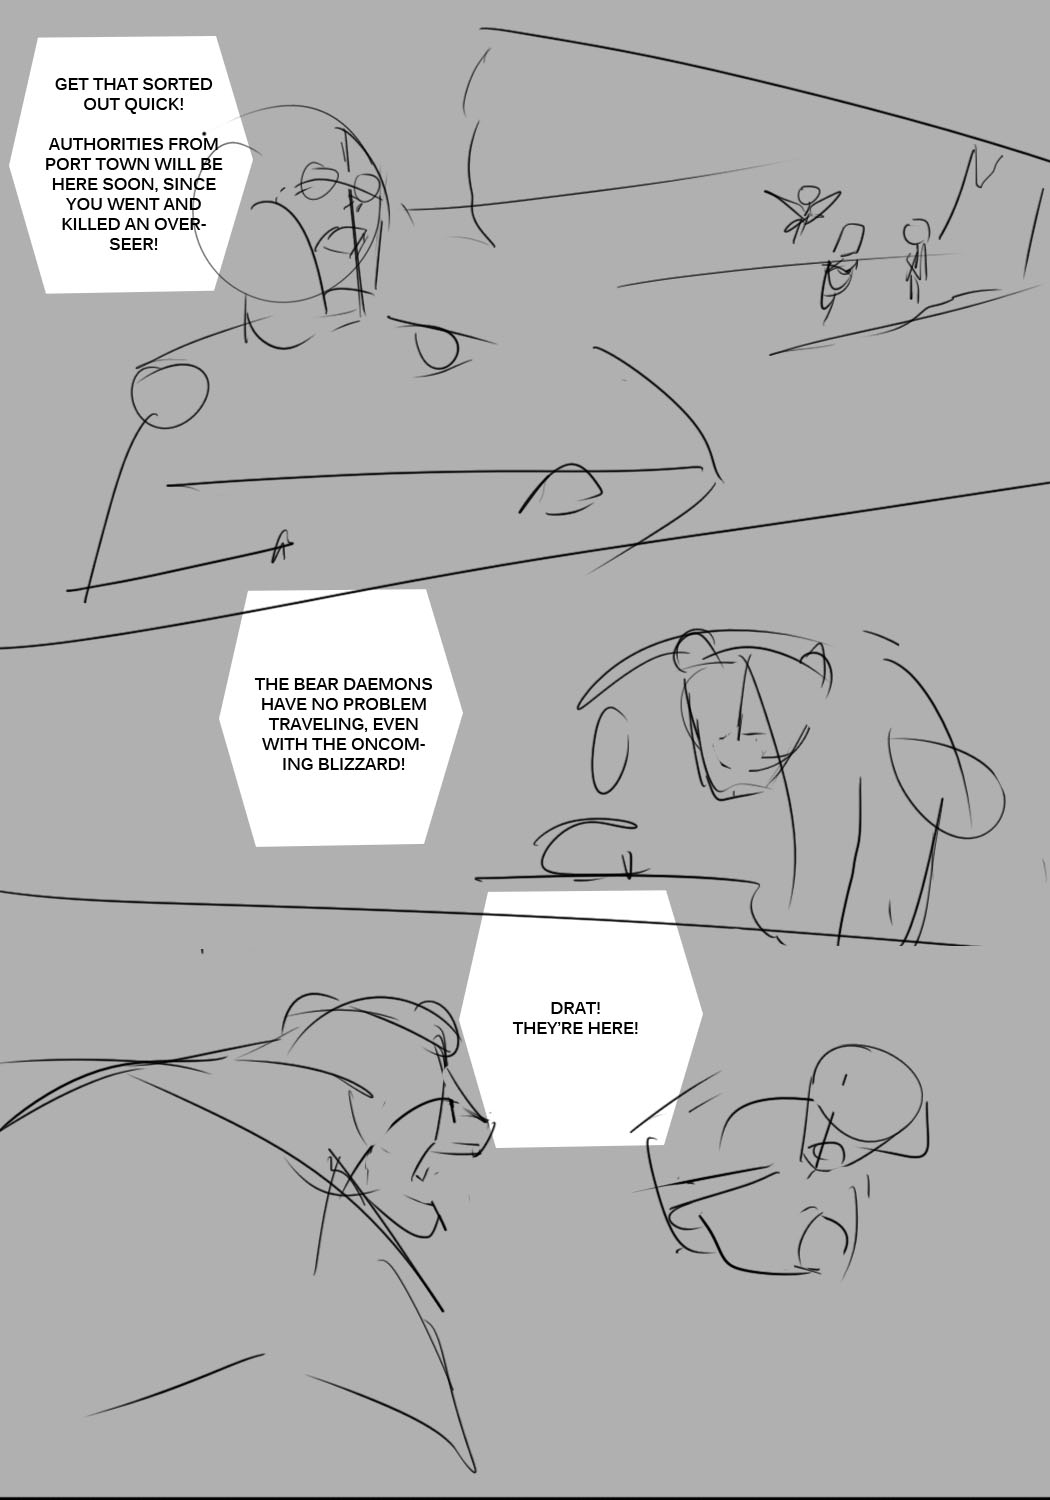 GET THAT SORTED
OUT QUICK!
AUTHORITIES FROM
PORT TOWN WILL BE
HERE SOON, SINCE
YOU WENT AND
KILLED AN OVER-
SEER!
THE BEAR DAEMONS
HAVE NO PROBLEM
TRAVELING, EVEN
WITH THE ONCOM-
ING BLIZZARD!
DRAT!
THEY'RE HERE!